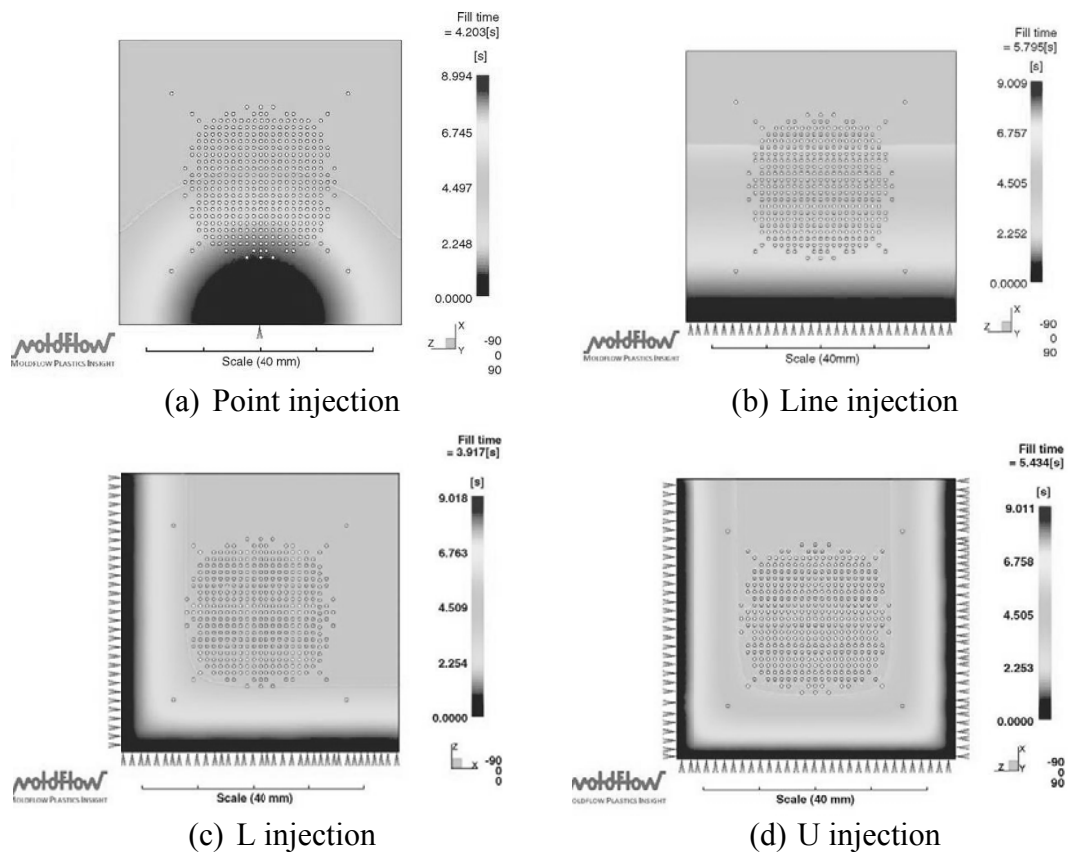 Fill time
= 4.203[s]
[s]
8.994
6.745
4.497
2.248
0.0000
moldflow
MOLDFLOW PLASTICS INSIGHT
Scale (40 mm)
Z
X
Y
-90
0
90
(a) Point injection
Fill time
= 5.795[s]
[s]
9.009
6.757
4.505
2.252
0.0000
moldflow
MOLDFLOW PLASTICS INSIGHT
Scale (40mm)
Z
X
Y
-90
0
90
(b) Line injection
Fill time
= 3.917[s]
[s]
9.018
6.763
4.509
2.254
0.0000
moldflow
MOLDFLOW PLASTICS INSIGHT
Scale (40 mm)
Z
X
-90
0
0
(c) L injection
Fill time
= 5.434[s]
[s]
9.011
6.758
4.505
2.253
0.0000
moldflow
OLDFLOW PLASTICS INSIGHT
Scale (40 mm)
Z
X
Y
-90
0
90
(d) U injection